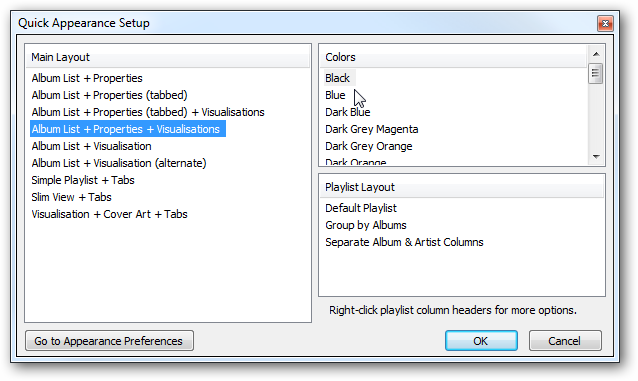 Quick Appearance Setup
Main Layout
Album List + Properties
Album List + Properties (tabbed)
Album List + Properties (tabbed) + Visualisations
Album List + Properties + Visualisations
Album List + Visualisation
Album List + Visualisation (alternate)
Simple Playlist + Tabs
Slim View + Tabs
Visualisation + Cover Art + Tabs
Colors
Black
Blue
Dark Blue
Dark Grey Magenta
Dark Grey Orange
Dark Orange
Playlist Layout
Default Playlist
Group by Albums
Separate Album & Artist Columns
Right-click playlist column headers for more options.
Go to Appearance Preferences
OK
Cancel